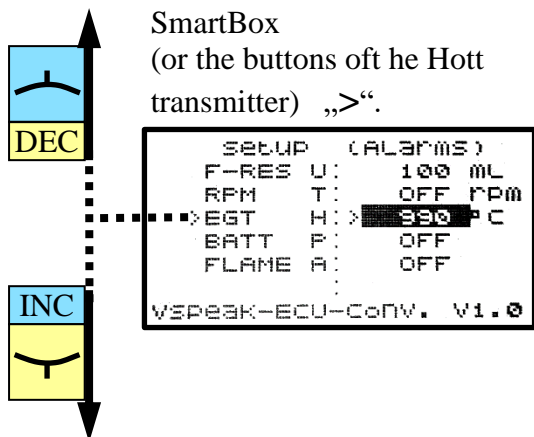 SmartBox
(or the buttons oft he Hott
transmitter) „>“.
DEC
setup (ALarms)
F-RES U: 100 mL
RPM T: OFF rpm
>EGT H:> 990 °C
BATT P: OFF
FLAME A: OFF
:
INC
VSpeak-ECU-Conv. V1.0